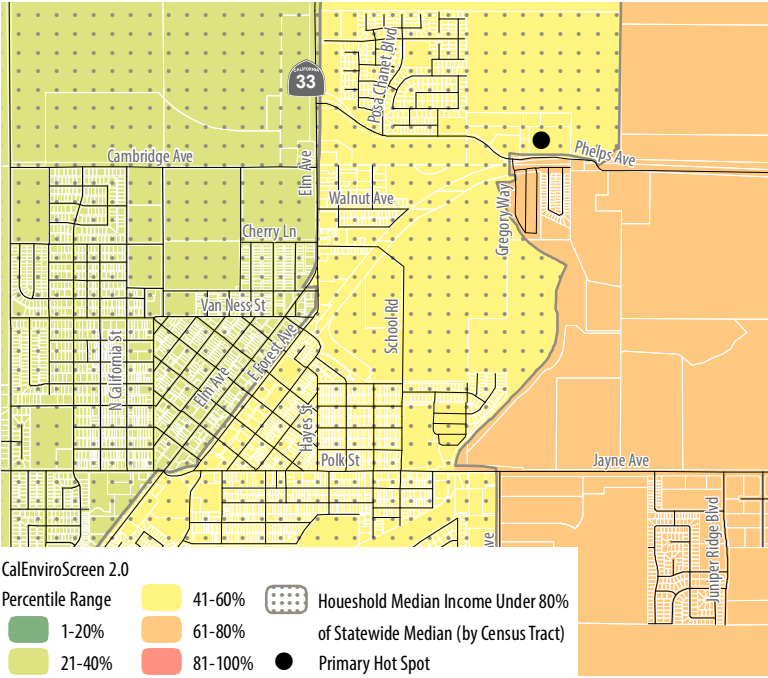 Posa Chanet Blvd
CALIFORNIA
33
Phelps Ave
Cambridge Ave
Elm Ave
Walnut Ave
Gregory Way
Cherry Ln
Van Ness St
School Rd
N California St
E Forest Ave
Elm Ave
Hayes St
Polk St
Jayne Ave
Juniper Ridge Blvd
Ave
CalEnviroScreen 2.0
Percentile Range
1-20%
21-40%
41-60%
61-80%
81-100%
Houeshold Median Income Under 80%
of Statewide Median (by Census Tract)
Primary Hot Spot